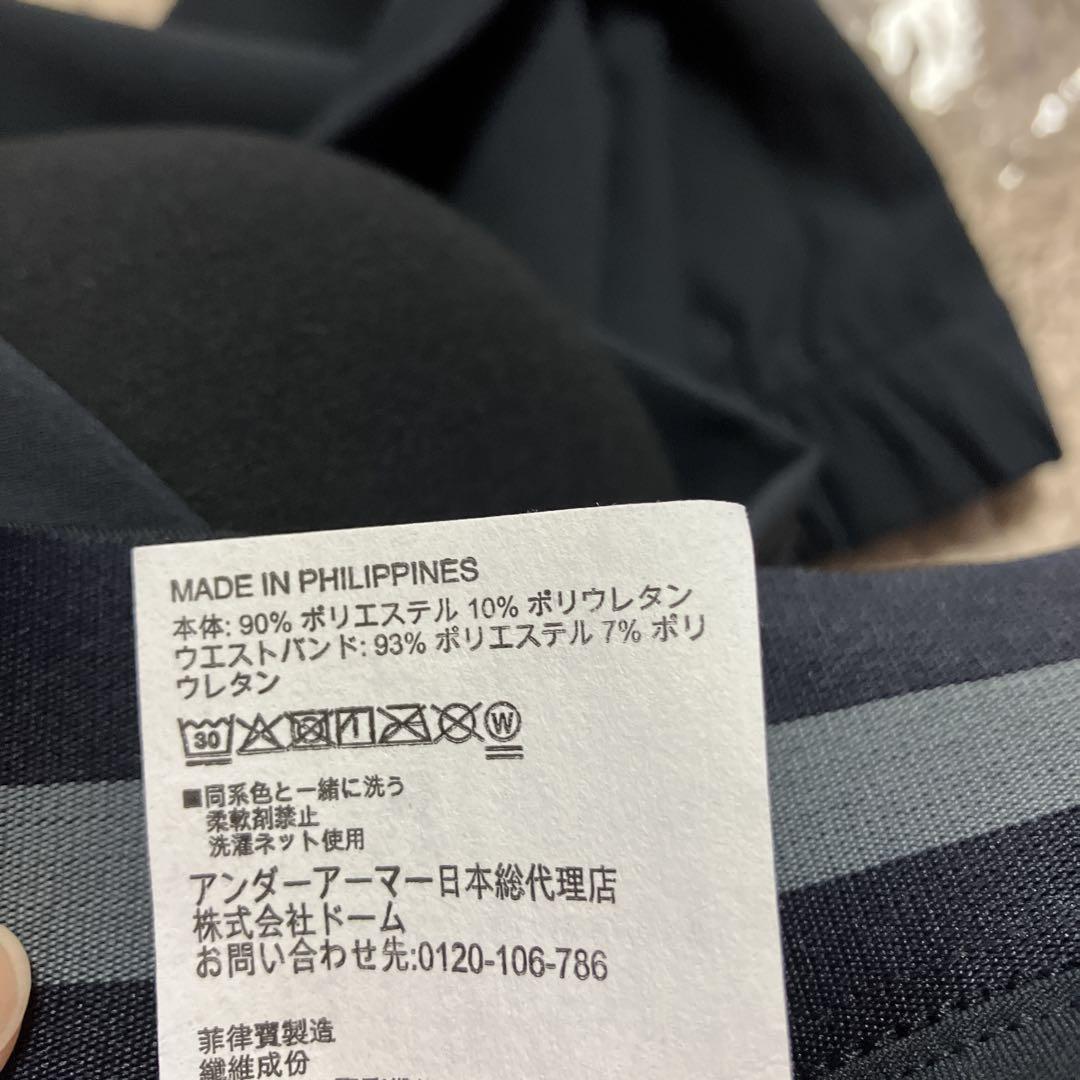 MADE IN PHILIPPINES
本体: 90% ポリエステル 10% ポリウレタン
ウエストバンド: 93% ポリエステル 7% ポリ
ウレタン
30 W
■同系色と一緒に洗う
柔軟剤禁止
洗濯ネット使用
アンダーアーマー日本総代理店
株式会社ドーム
お問い合わせ先:0120-106-786
菲律賓製造
纖維成份